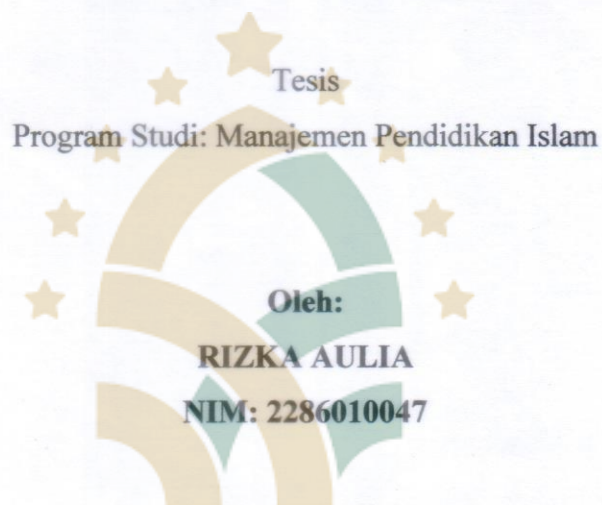 Tesis
Program Studi: Manajemen Pendidikan Islam
Oleh:
RIZKA AULIA
NIM: 2286010047